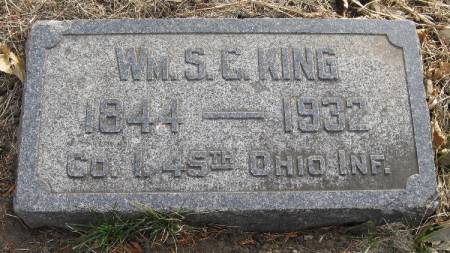 WM. S. C. KING
1844 — 1932
CO. I. 45TH OHIO INF.